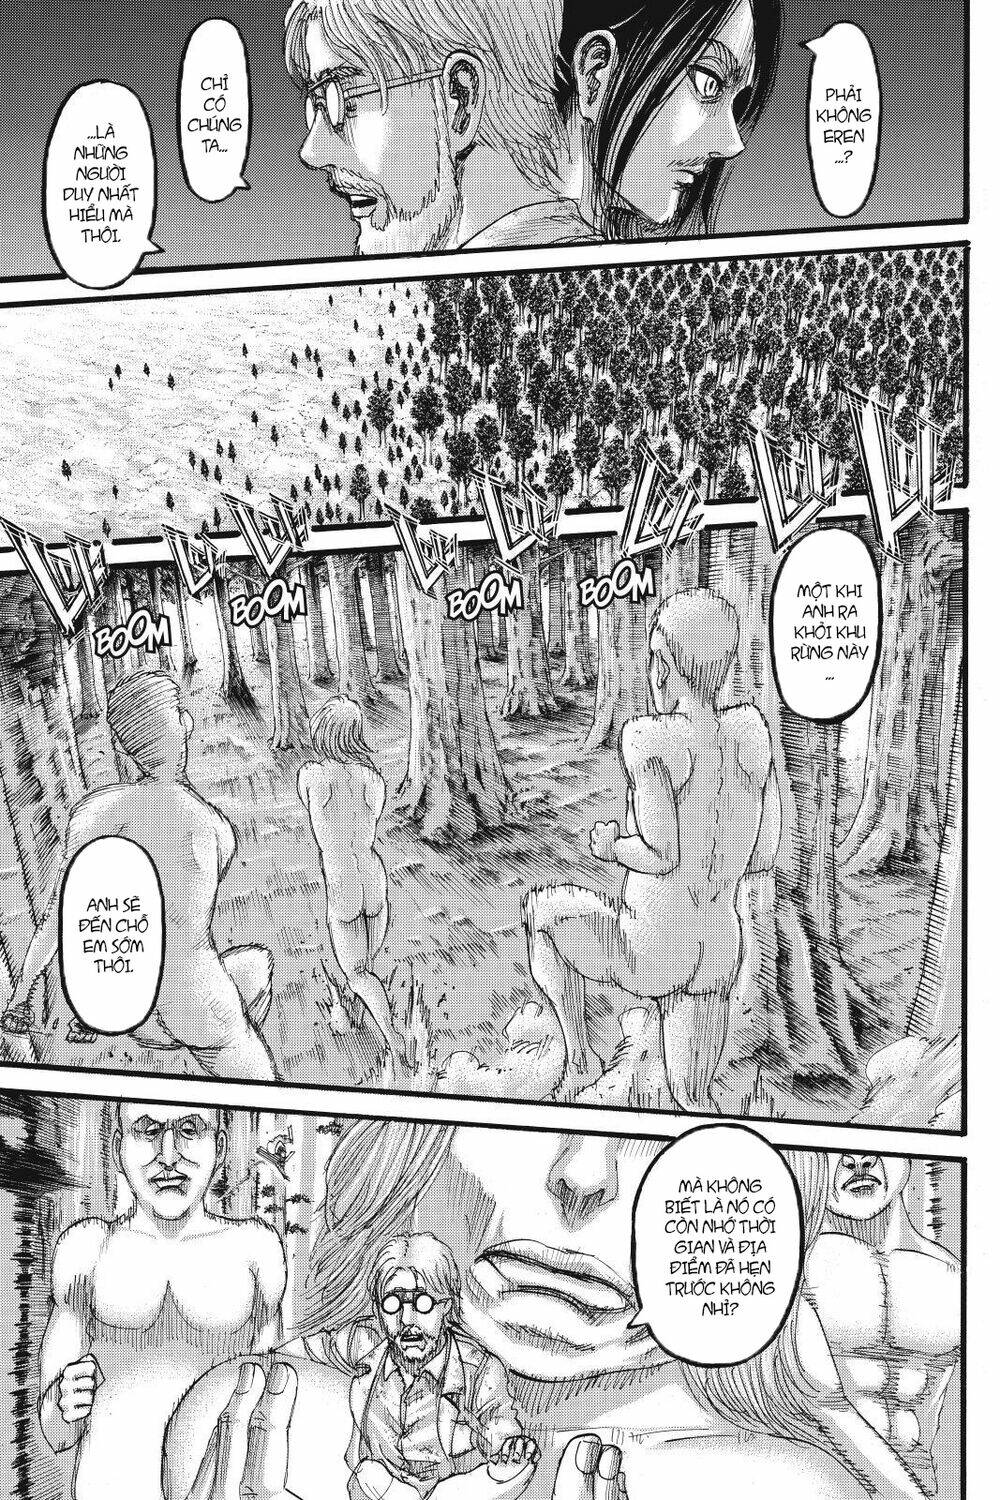 PHẢI
KHÔNG
EREN
...?
CHỈ
CÓ
CHÚNG
TA...
...LÀ
NHỮNG
NGƯỜI
DUY NHẤT
HIỂU MÀ
THÔI.
BOOM
BOOM
BOOM
BOOM
MỘT KHI
ANH RA
KHỎI KHU
RỪNG NÀY
...
ANH SẼ
ĐẾN CHỖ
EM SỚM
THÔI.
MÀ KHÔNG
BIẾT LÀ NÓ CÓ
CÒN NHỚ THỜI
GIAN VÀ ĐỊA
ĐIỂM ĐÃ HẸN
TRƯỚC KHÔNG
NHỈ?